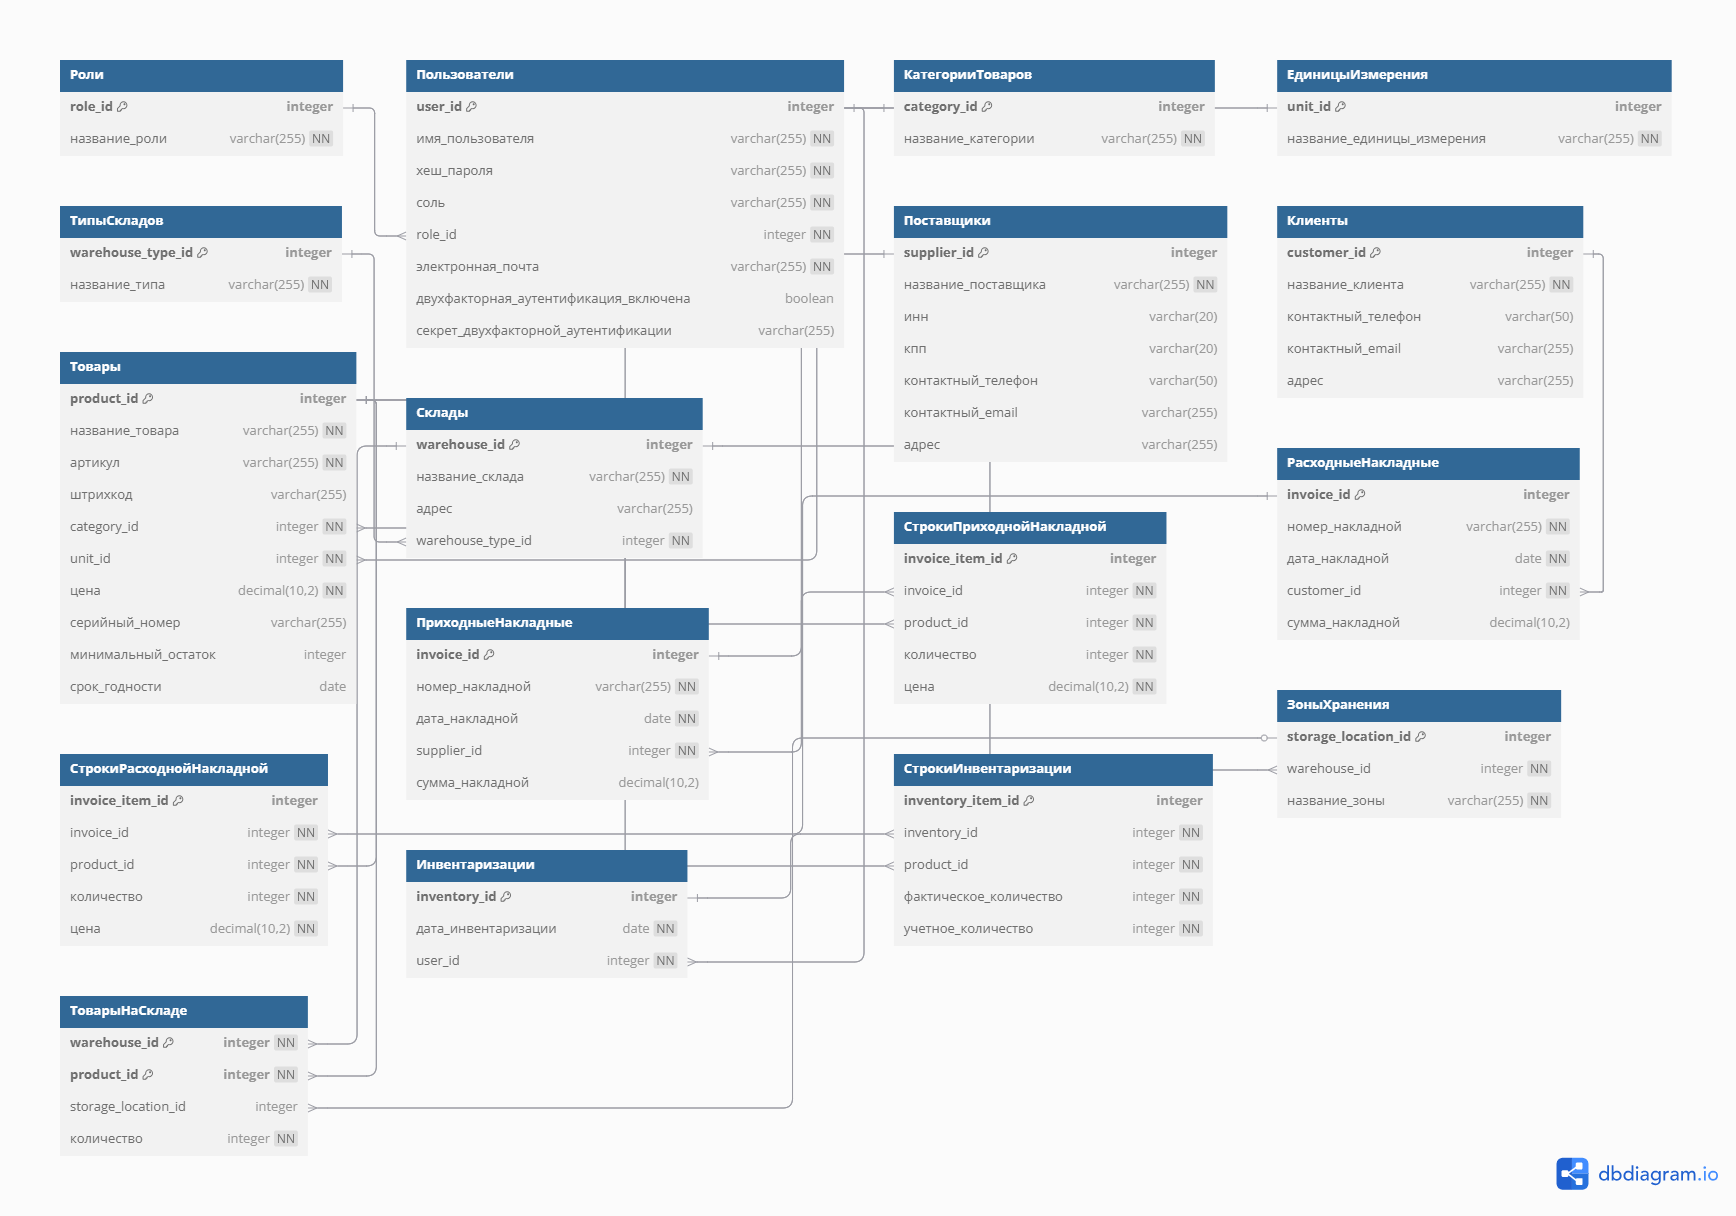 Роли
role_id integer
название_роли varchar(255) NN
ТипыСкладов
warehouse_type_id integer
название_типа varchar(255) NN
Товары
product_id integer
название_товара varchar(255) NN
артикул varchar(255) NN
штрихкод varchar(255)
category_id integer NN
unit_id integer NN
цена decimal(10,2) NN
серийный_номер varchar(255)
минимальный_остаток integer
срок_годности date
СтрокиРасходнойНакладной
invoice_item_id integer
invoice_id integer NN
product_id integer NN
количество integer NN
цена decimal(10,2) NN
ТоварыНаСкладе
warehouse_id integer NN
product_id integer NN
storage_location_id integer
количество integer NN
Пользователи
user_id integer
имя_пользователя varchar(255) NN
хеш_пароля varchar(255) NN
соль varchar(255) NN
role_id integer NN
электронная_почта varchar(255) NN
двухфакторная_аутентификация_включена boolean
секрет_двухфакторной_аутентификации varchar(255)
Склады
warehouse_id integer
название_склада varchar(255) NN
адрес varchar(255)
warehouse_type_id integer NN
ПриходныеНакладные
invoice_id integer
номер_накладной varchar(255) NN
дата_накладной date NN
supplier_id integer NN
сумма_накладной decimal(10,2)
Инвентаризации
inventory_id integer
дата_инвентаризации date NN
user_id integer NN
КатегорииТоваров
category_id integer
название_категории varchar(255) NN
Поставщики
supplier_id integer
название_поставщика varchar(255) NN
инн varchar(20)
кпп varchar(20)
контактный_телефон varchar(50)
контактный_email varchar(255)
адрес varchar(255)
СтрокиПриходнойНакладной
invoice_item_id integer
invoice_id integer NN
product_id integer NN
количество integer NN
цена decimal(10,2) NN
СтрокиИнвентаризации
inventory_item_id integer
inventory_id integer NN
product_id integer NN
фактическое_количество integer NN
учетное_количество integer NN
ЕдиницыИзмерения
unit_id integer
название_единицы_измерения varchar(255) NN
Клиенты
customer_id integer
название_клиента varchar(255) NN
контактный_телефон varchar(50)
контактный_email varchar(255)
адрес varchar(255)
РасходныеНакладные
invoice_id integer
номер_накладной varchar(255) NN
дата_накладной date NN
customer_id integer NN
сумма_накладной decimal(10,2)
ЗоныХранения
storage_location_id integer
warehouse_id integer NN
название_зоны varchar(255) NN
dbdiagram.io